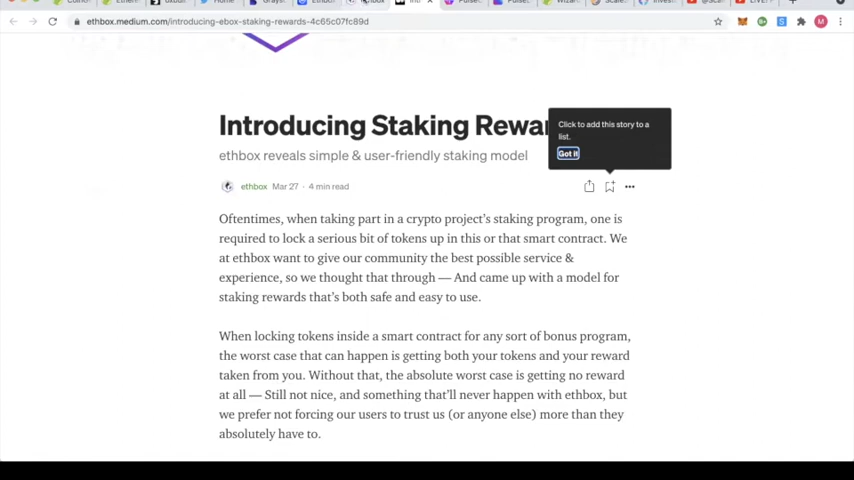 Ethbox
ethbox.medium.com/introducing-ebox-staking-rewards-4c65c07fc89d
M
Introducing Staking Rewar
Click to add this story to a
list.
Got it
ethbox reveals simple & user-friendly staking model
ethbox Mar 27 · 4 min read
Oftentimes, when taking part in a crypto project's staking program, one is
required to lock a serious bit of tokens up in this or that smart contract. We
at ethbox want to give our community the best possible service &
experience, so we thought that through — And came up with a model for
staking rewards that's both safe and easy to use.
When locking tokens inside a smart contract for any sort of bonus program,
the worst case that can happen is getting both your tokens and your reward
taken from you. Without that, the absolute worst case is getting no reward
at all — Still not nice, and something that'll never happen with ethbox, but
we prefer not forcing our users to trust us (or anyone else) more than they
absolutely have to.